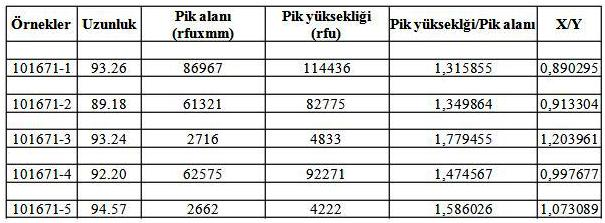 Örnekler Uzunluk Pik alanı (rfuxmm) Pik yüksekliği (rfu) Pik yükseklği/Pik alanı X/Y
101671-1 93.26 86967 114436 1,315855 0,890295
101671-2 89.18 61321 82775 1,349864 0,913304
101671-3 93.24 2716 4833 1,779455 1,203961
101671-4 92.20 62575 92271 1,474567 0,997677
101671-5 94.57 2662 4222 1,586026 1,073089